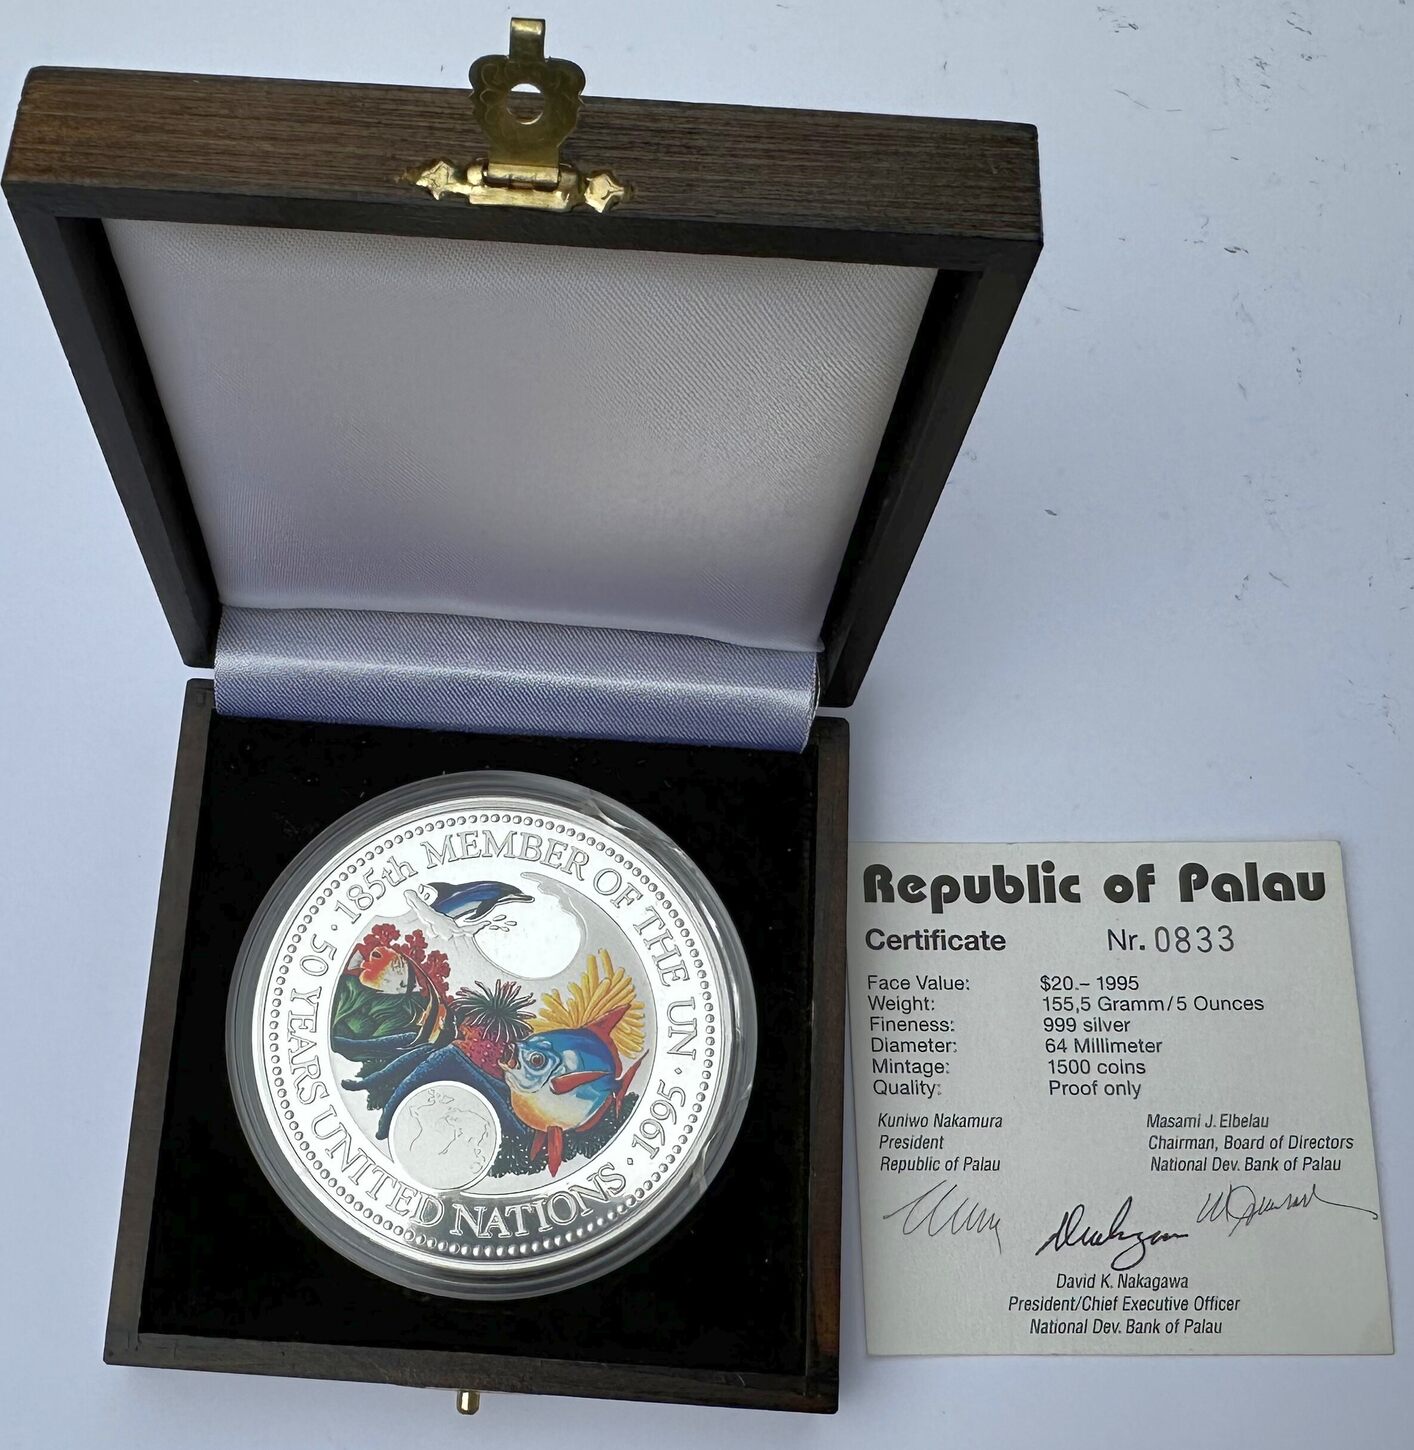 · 185th MEMBER OF THE UN · 1995 ·
50 YEARS UNITED NATIONS
Republic of Palau
Certificate Nr. 0833
Face Value: $20.– 1995
Weight: 155,5 Gramm/5 Ounces
Fineness: 999 silver
Diameter: 64 Millimeter
Mintage: 1500 coins
Quality: Proof only
Kuniwo Nakamura
President
Republic of Palau
Masami J. Elbelau
Chairman, Board of Directors
National Dev. Bank of Palau
David K. Nakagawa
President/Chief Executive Officer
National Dev. Bank of Palau